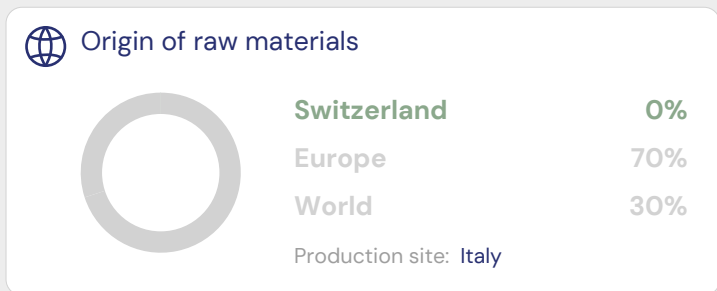 Origin of raw materials
Switzerland 0%
Europe 70%
World 30%
Production site: Italy